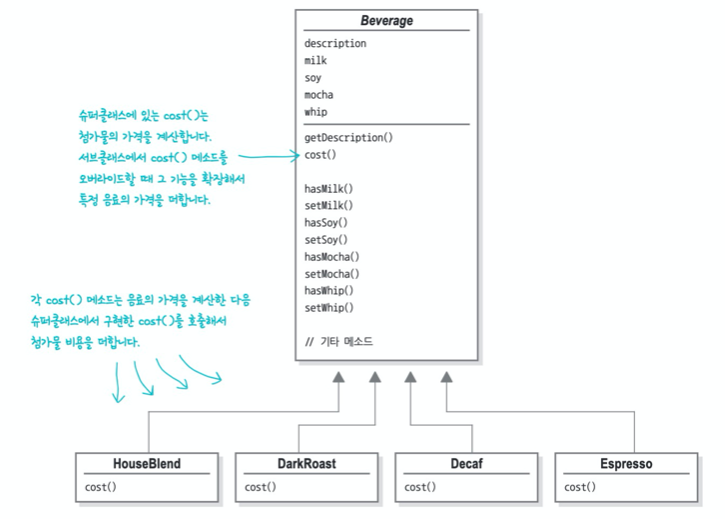 Beverage
description
milk
soy
mocha
whip
getDescription()
cost()
hasMilk()
setMilk()
hasSoy()
setSoy()
hasMocha()
setMocha()
hasWhip()
setWhip()
// 기타 메소드
슈퍼클래스에 있는 cost()는
첨가물의 가격을 계산합니다.
서브클래스에서 cost() 메소드를
오버라이드할 때 그 기능을 확장해서
특정 음료의 가격을 더합니다.
각 cost() 메소드는 음료의 가격을 계산한 다음
슈퍼클래스에서 구현한 cost()를 호출해서
첨가물 비용을 더합니다.
HouseBlend
cost()
DarkRoast
cost()
Decaf
cost()
Espresso
cost()